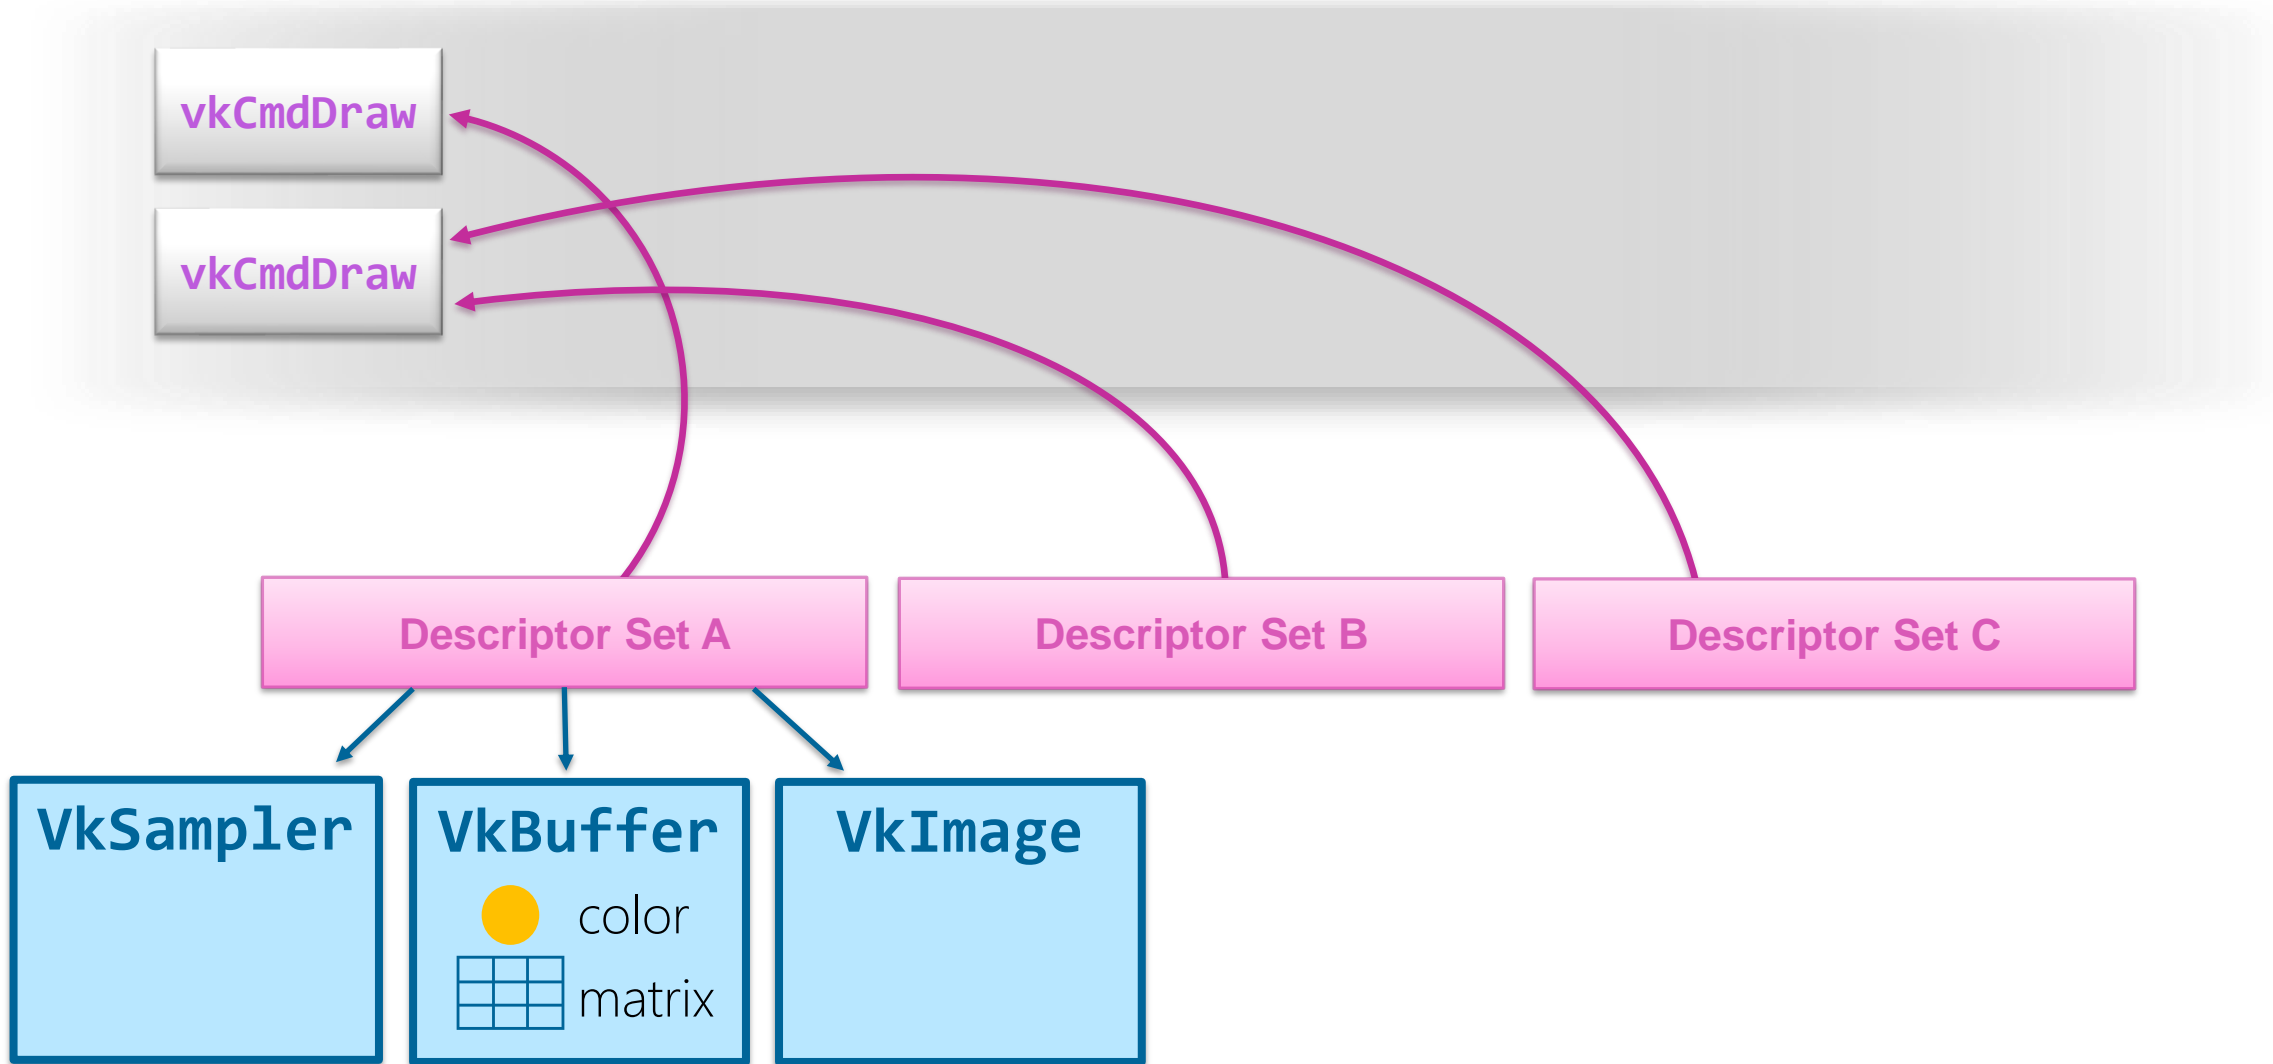 vkCmdDraw
vkCmdDraw
Descriptor Set A
Descriptor Set B
Descriptor Set C
VkSampler
VkBuffer
VkImage
color
matrix